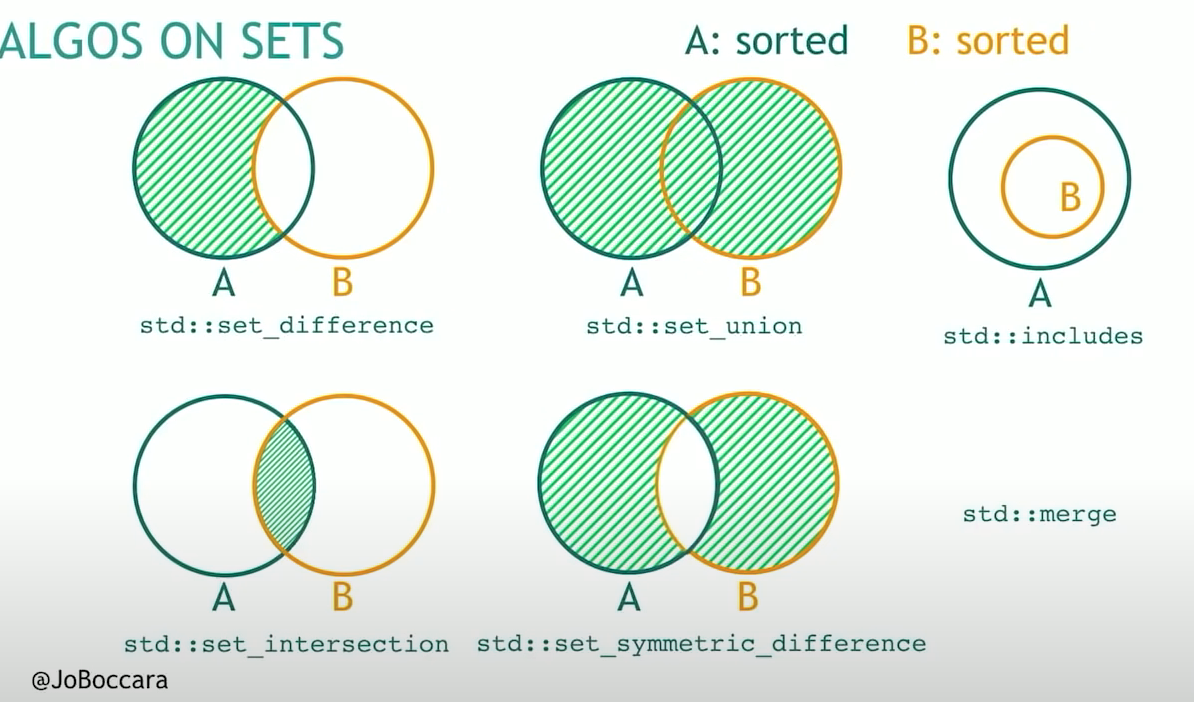 ALGOS ON SETS
A: sorted
B: sorted
A
B
std::set_difference
A
B
std::set_union
B
A
std::includes
A
B
std::set_intersection
A
B
std::set_symmetric_difference
std::merge
@JoBoccara